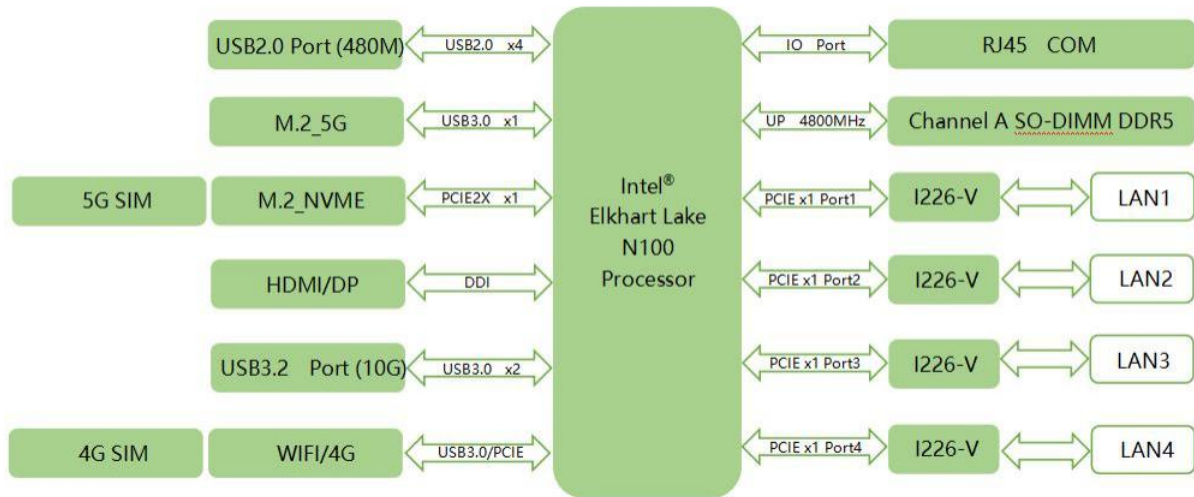 USB2.0 Port (480M)
USB2.0 x4
IO Port
RJ45 COM
M.2_5G
USB3.0 x1
UP 4800MHz
Channel A SO-DIMM DDR5
5G SIM
M.2_NVME
PCIE2X x1
Intel®
Elkhart Lake
N100
Processor
PCIE x1 Port1
I226-V
LAN1
HDMI/DP
DDI
PCIE x1 Port2
I226-V
LAN2
USB3.2 Port (10G)
USB3.0 x2
PCIE x1 Port3
I226-V
LAN3
4G SIM
WIFI/4G
USB3.0/PCIE
PCIE x1 Port4
I226-V
LAN4